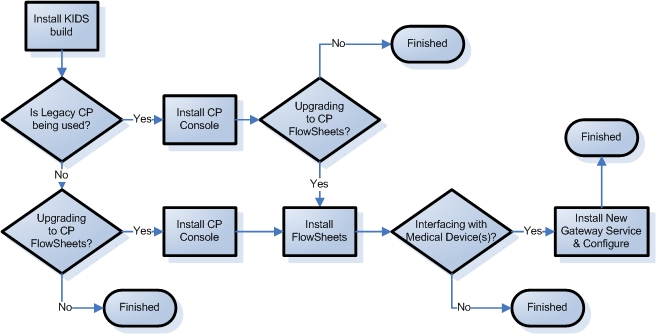 Install KIDS
build
No
Finished
Is Legacy CP
being used?
Yes
Install CP
Console
Upgrading
to CP
FlowSheets?
Finished
No
Yes
Upgrading
to CP
FlowSheets?
Yes
Install CP
Console
Install
FlowSheets
Interfacing with
Medical Device(s)?
Yes
Install New
Gateway Service
& Configure
No
Finished
No
Finished